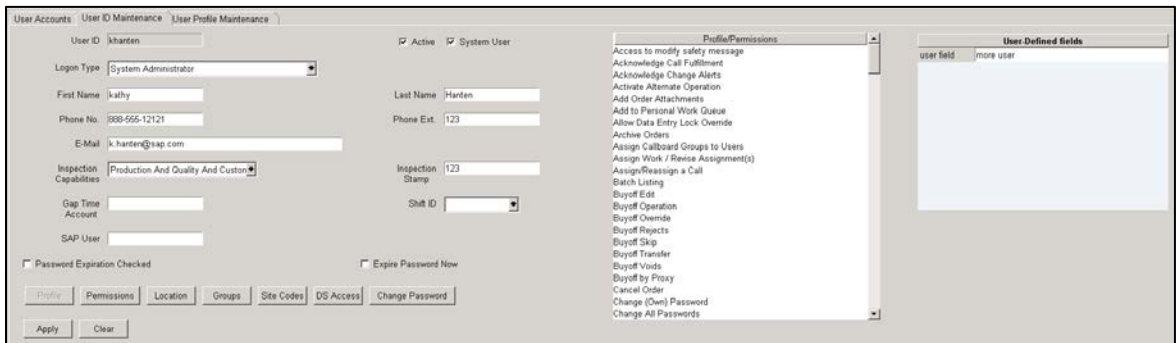 User Accounts User ID Maintenance User Profile Maintenance
User ID khanten Active System User
Logon Type System Administrator
First Name kathy Last Name Hanten
Phone No. 888-555-12121 Phone Ext. 123
E-Mail k.hanten@sap.com
Inspection Capabilities Production And Quality And Custon Inspection Stamp 123
Gap Time Account Shift ID
SAP User
Password Expiration Checked Expire Password Now
Profile Permissions Location Groups Site Codes DS Access Change Password
Apply Clear
Profile/Permissions
Access to modify safety message
Acknowledge Call Fulfillment
Acknowledge Change Alerts
Activate Alternate Operation
Add Order Attachments
Add to Personal Work Queue
Allow Data Entry Lock Override
Archive Orders
Assign Callboard Groups to Users
Assign Work / Revise Assignment(s)
Assign/Reassign a Call
Batch Listing
Buyoff Edit
Buyoff Operation
Buyoff Override
Buyoff Rejects
Buyoff Skip
Buyoff Transfer
Buyoff Voids
Buyoff by Proxy
Cancel Order
Change (Own) Password
Change All Passwords
User-Defined fields
user field more user